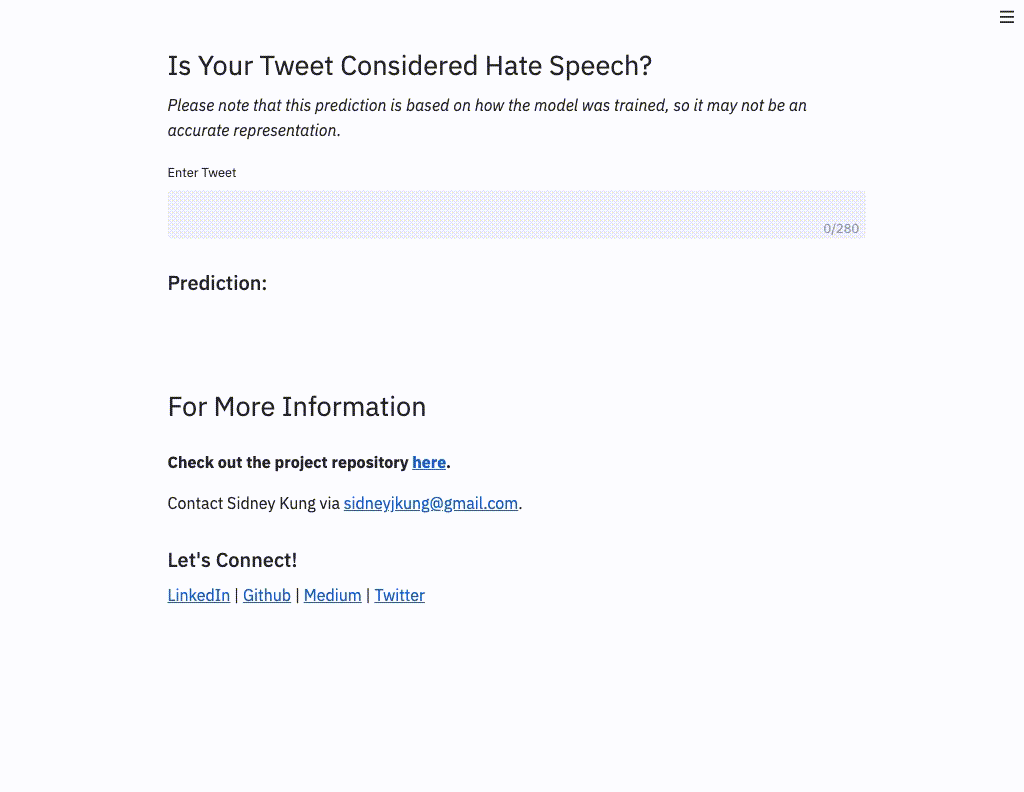 Is Your Tweet Considered Hate Speech?
Please note that this prediction is based on how the model was trained, so it may not be an
accurate representation.
Enter Tweet
0/280
Prediction:
For More Information
Check out the project repository here.
Contact Sidney Kung via sidneyjkung@gmail.com.
Let's Connect!
LinkedIn | Github | Medium | Twitter